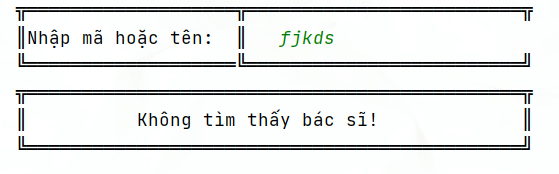 Nhập mã hoặc tên: fjkds
Không tìm thấy bác sĩ!